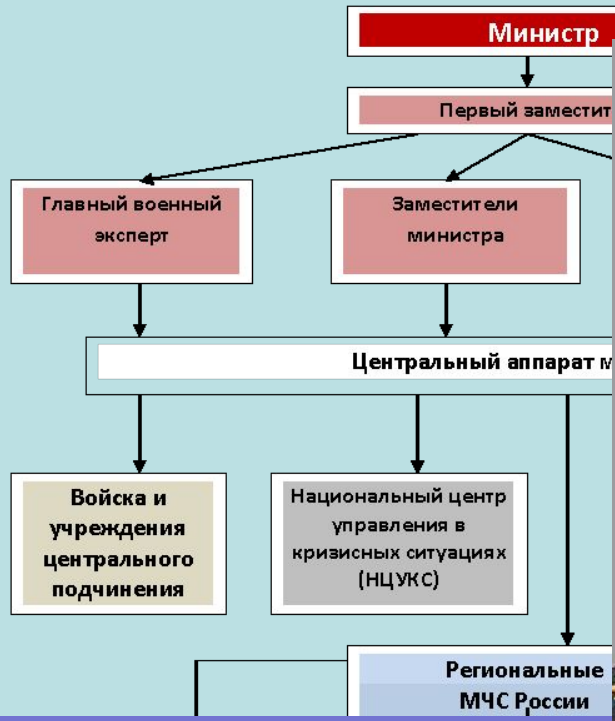 Министр
Первый заместит
Главный военный
эксперт
Заместители
министра
Центральный аппарат м
Войска и
учреждения
центрального
подчинения
Национальный центр
управления в
кризисных ситуациях
(НЦУКС)
Региональные
МЧС России